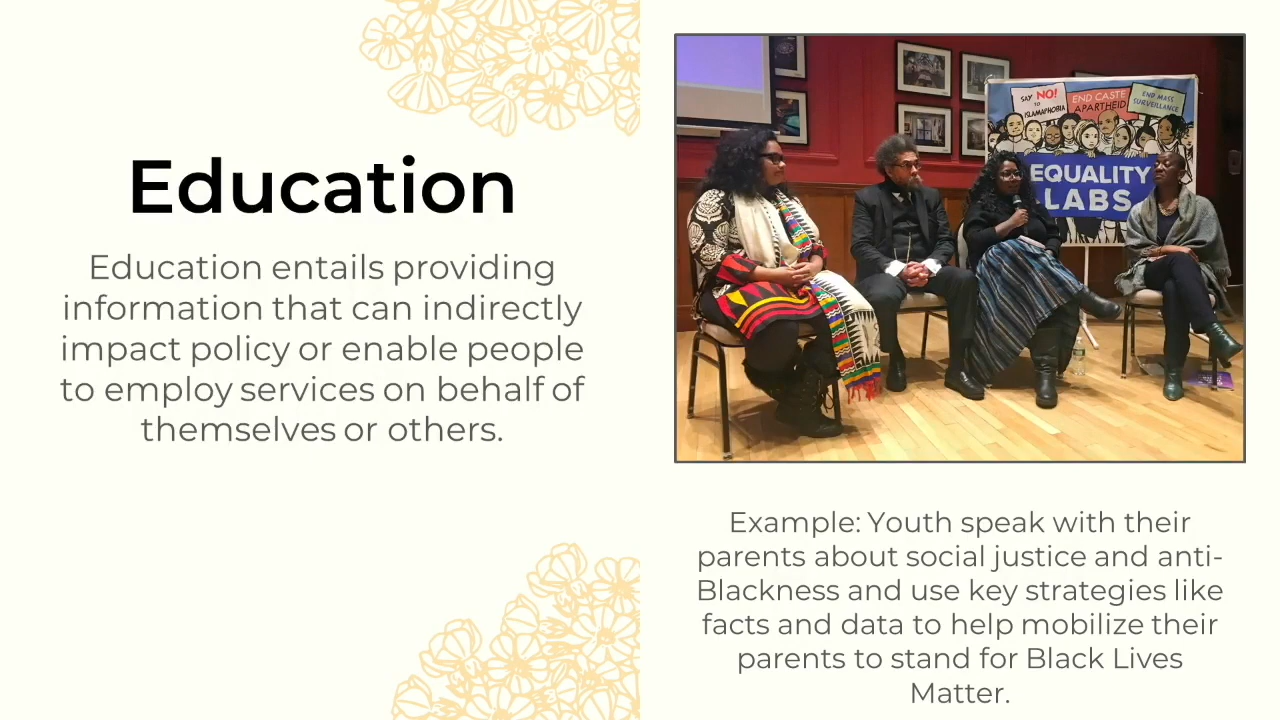 Education
Education entails providing
information that can indirectly
impact policy or enable people
to employ services on behalf of
themselves or others.
SAY NO!
TO
ISLAMAPHOBIA
END CASTE
APARTHEID
END MASS
SURVEILLANCE
EQUALITY
LABS
Example: Youth speak with their
parents about social justice and anti-
Blackness and use key strategies like
facts and data to help mobilize their
parents to stand for Black Lives
Matter.